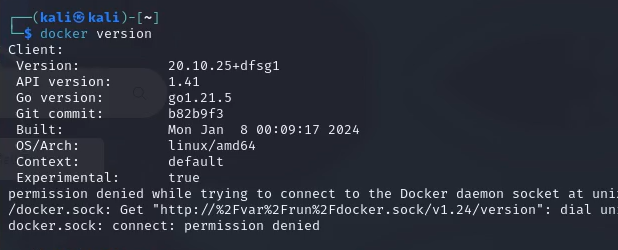 ┌──(kali㉿kali)-[~]
└─$ docker version
Client:
 Version:           20.10.25+dfsg1
 API version:       1.41
 Go version:        go1.21.5
 Git commit:        b82b9f3
 Built:             Mon Jan  8 00:09:17 2024
 OS/Arch:           linux/amd64
 Context:           default
 Experimental:      true
permission denied while trying to connect to the Docker daemon socket at uni
/docker.sock: Get "http://%2Fvar%2Frun%2Fdocker.sock/v1.24/version": dial un
docker.sock: connect: permission denied